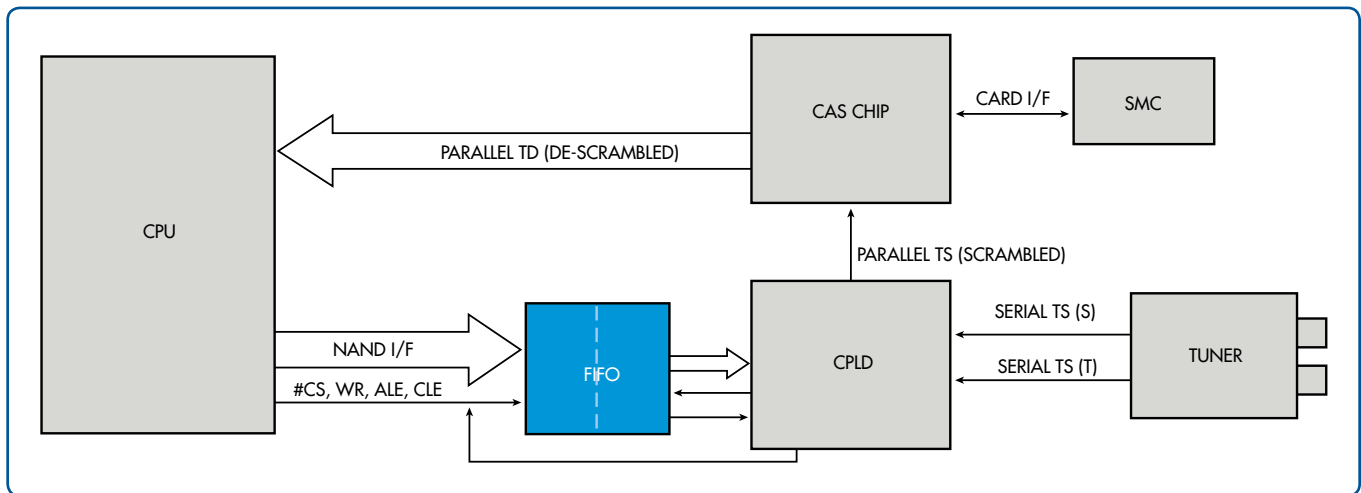 CAS CHIP
CARD I/F
SMC
PARALLEL TD (DE-SCRAMBLED)
CPU
PARALLEL TS (SCRAMBLED)
SERIAL TS (S)
NAND I/F
FIFO
CPLD
TUNER
SERIAL TS (T)
#CS, WR, ALE, CLE